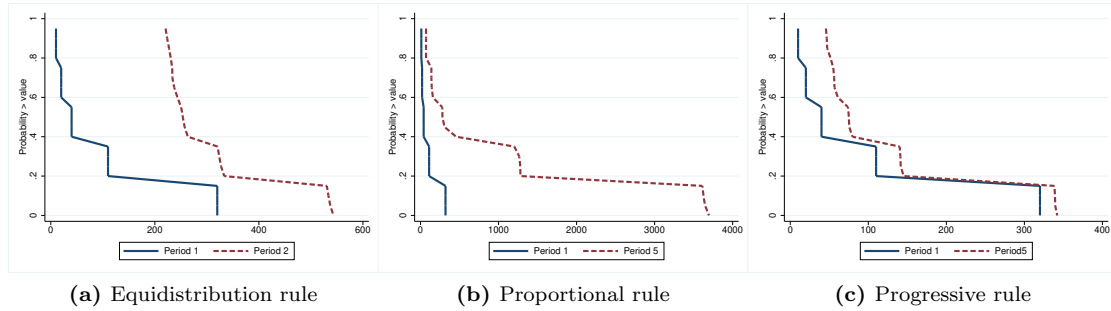 Probability > value
0 .2 .4 .6 .8 1
0 200 400 600
Period 1 Period 2
(a) Equidistribution rule
Probability > value
0 .2 .4 .6 .8 1
0 1000 2000 3000 4000
Period 1 Period 5
(b) Proportional rule
Probability > value
0 .2 .4 .6 .8 1
0 100 200 300 400
Period 1 Period5
(c) Progressive rule